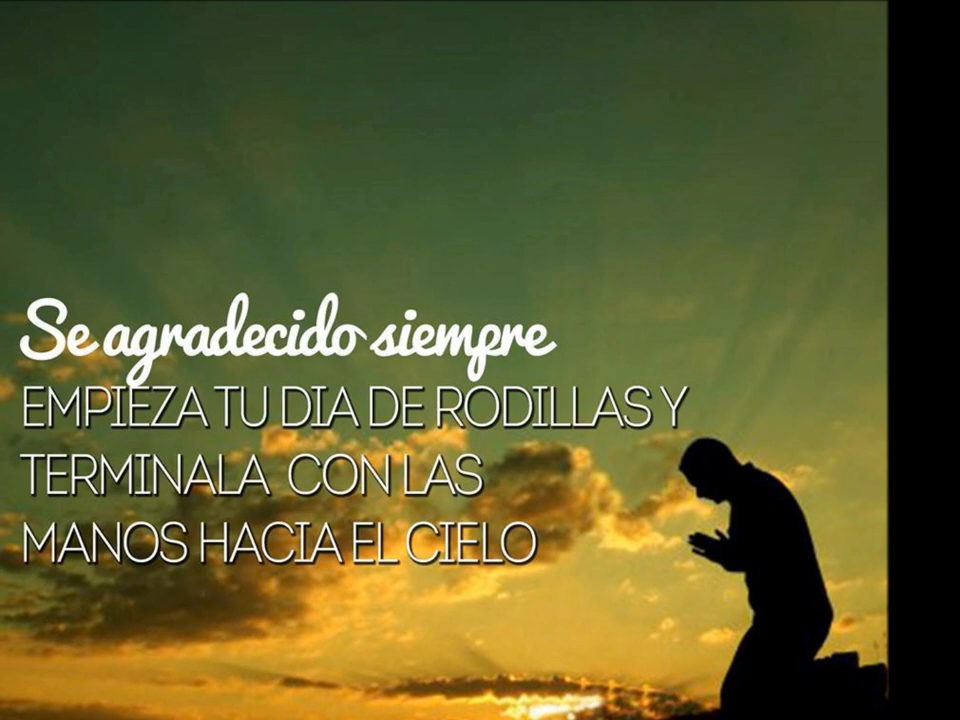 Se agradecido siempre
EMPIEZA TU DIA DE RODILLAS Y
TERMINALA CON LAS
MANOS HACIA EL CIELO